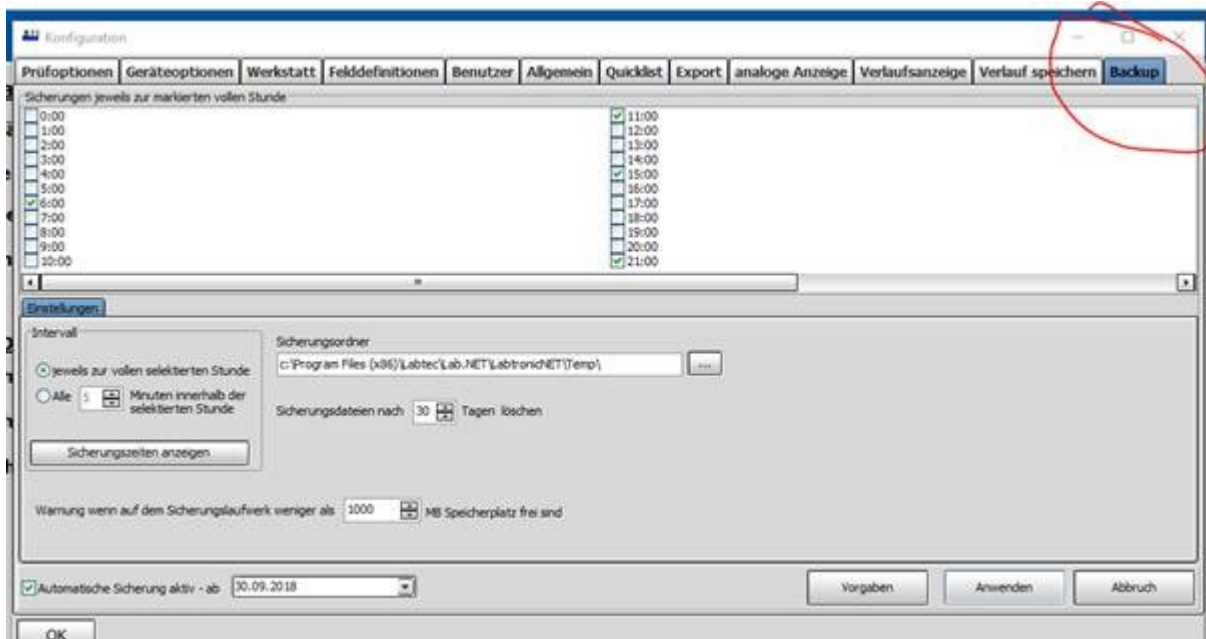 Konfiguration
Prüfoptionen Geräteoptionen Werkstatt Felddefinitionen Benutzer Allgemein Quicklist Export analoge Anzeige Verlaufsanzeige Verlauf speichern Backup
Sicherungen jeweils zur markierten vollen Stunde
0:00
1:00
2:00
3:00
4:00
5:00
6:00
7:00
8:00
9:00
10:00
11:00
12:00
13:00
14:00
15:00
16:00
17:00
18:00
19:00
20:00
21:00
Einstellungen
Intervall
jeweils zur vollen selektierten Stunde
Alle 5 Minuten innerhalb der
selektierten Stunde
Sicherungszeiten anzeigen
Sicherungsordner
c:\Program Files (x86)\Labtec\Lab.NET\LabtronicNET\Temp\
...
Sicherungsdateien nach 30 Tagen löschen
Warnung wenn auf dem Sicherungslaufwerk weniger als 1000 MB Speicherplatz frei sind
Automatische Sicherung aktiv - ab 30.09.2018
Vorgaben Anwenden Abbruch
OK